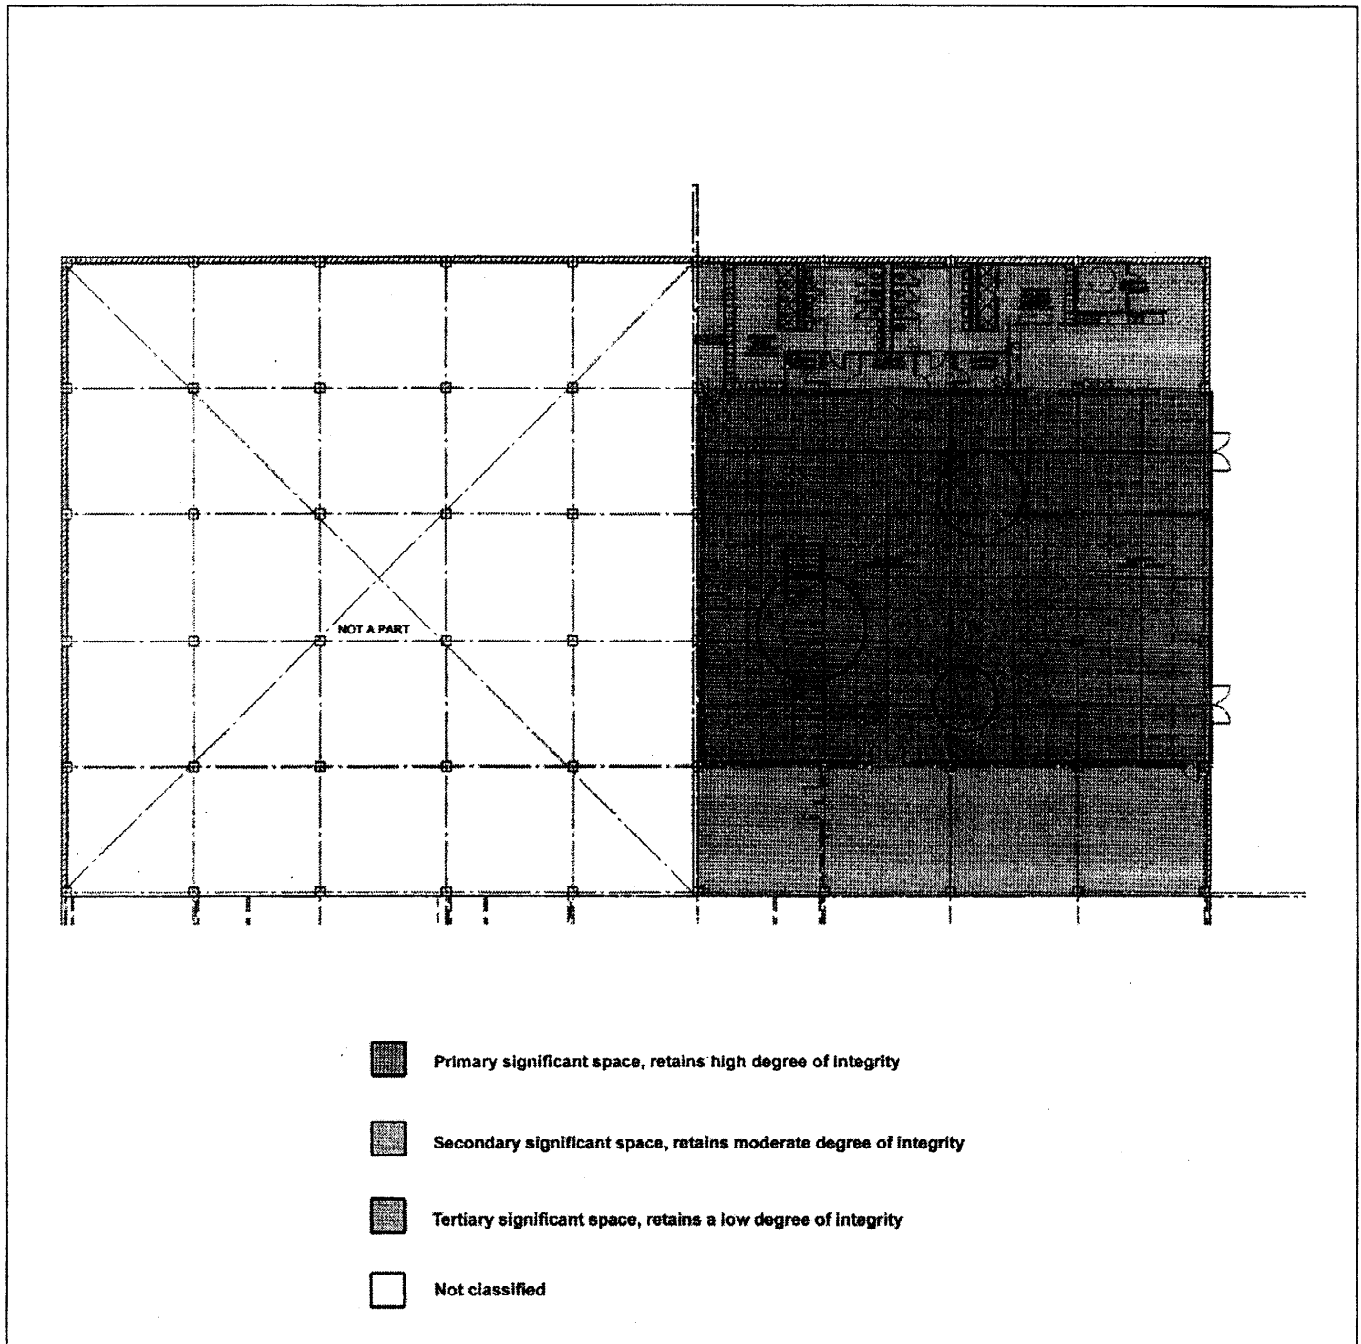 NOT A PART
Primary significant space, retains high degree of integrity
Secondary significant space, retains moderate degree of integrity
Tertiary significant space, retains a low degree of integrity
Not classified